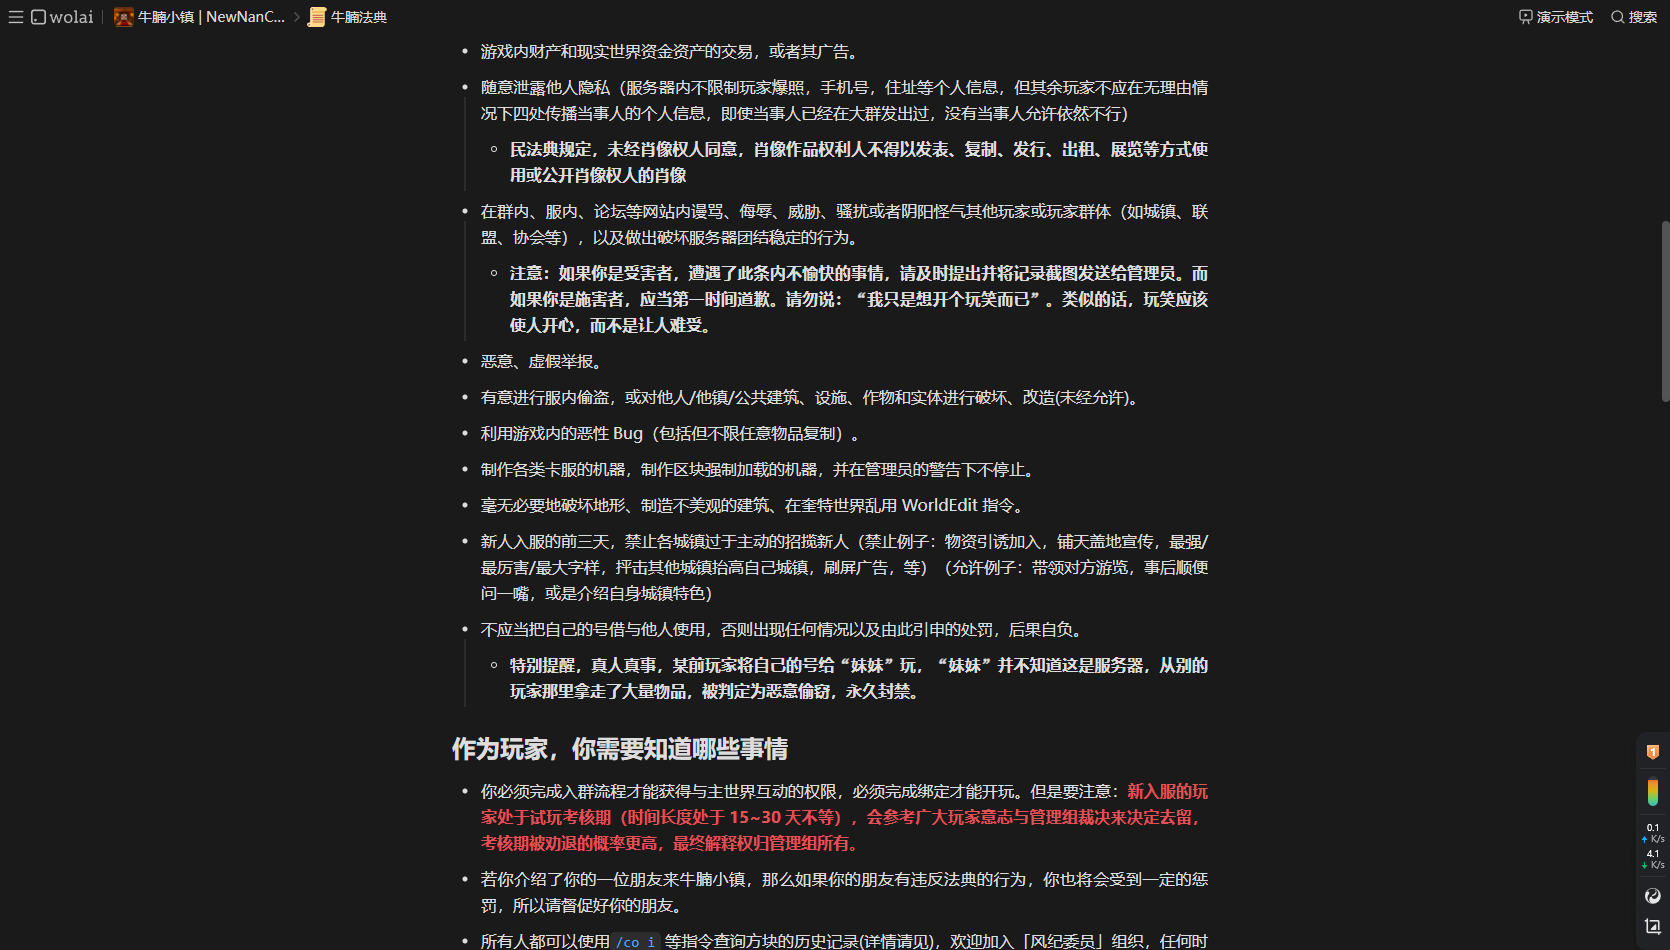 wolai
牛腩小镇 | NewNanC...
牛腩法典
演示模式
搜索
• 游戏内财产和现实世界资金资产的交易，或者其广告。
• 随意泄露他人隐私（服务器内不限制玩家爆照，手机号，住址等个人信息，但其余玩家不应在无理由情
况下四处传播当事人的个人信息，即使当事人已经在大群发出过，没有当事人允许依然不行）
◦ 民法典规定，未经肖像权人同意，肖像作品权利人不得以发表、复制、发行、出租、展览等方式使
用或公开肖像权人的肖像
• 在群内、服内、论坛等网站内谩骂、侮辱、威胁、骚扰或者阴阳怪气其他玩家或玩家群体（如城镇、联
盟、协会等），以及做出破坏服务器团结稳定的行为。
◦ 注意：如果你是受害者，遭遇了此条内不愉快的事情，请及时提出并将记录截图发送给管理员。而
如果你是施害者，应当第一时间道歉。请勿说：“我只是想开个玩笑而已”。类似的话，玩笑应该
使人开心，而不是让人难受。
• 恶意、虚假举报。
• 有意进行服内偷盗，或对他人/他镇/公共建筑、设施、作物和实体进行破坏、改造(未经允许)。
• 利用游戏内的恶性 Bug（包括但不限任意物品复制）。
• 制作各类卡服的机器，制作区块强制加载的机器，并在管理员的警告下不停止。
• 毫无必要地破坏地形、制造不美观的建筑、在奎特世界乱用 WorldEdit 指令。
• 新人入服的前三天，禁止各城镇过于主动的招揽新人（禁止例子：物资引诱加入，铺天盖地宣传，最强/
最厉害/最大字样，抨击其他城镇抬高自己城镇，刷屏广告，等）（允许例子：带领对方游览，事后顺便
问一嘴，或是介绍自身城镇特色）
• 不应当把自己的号借与他人使用，否则出现任何情况以及由此引申的处罚，后果自负。
◦ 特别提醒，真人真事，某前玩家将自己的号给“妹妹”玩，“妹妹”并不知道这是服务器，从别的
玩家那里拿走了大量物品，被判定为恶意偷窃，永久封禁。
作为玩家，你需要知道哪些事情
• 你必须完成入群流程才能获得与主世界互动的权限，必须完成绑定才能开玩。但是要注意：新入服的玩
家处于试玩考核期（时间长度处于 15~30 天不等），会参考广大玩家意志与管理组裁决来决定去留，
考核期被劝退的概率更高，最终解释权归管理组所有。
• 若你介绍了你的一位朋友来牛腩小镇，那么如果你的朋友有违反法典的行为，你也将会受到一定的惩
罚，所以请督促好你的朋友。
• 所有人都可以使用 /co i 等指令查询方块的历史记录(详情请见)，欢迎加入「风纪委员」组织，任何时
1
0.1
↑ K/s
4.1
↓ K/s